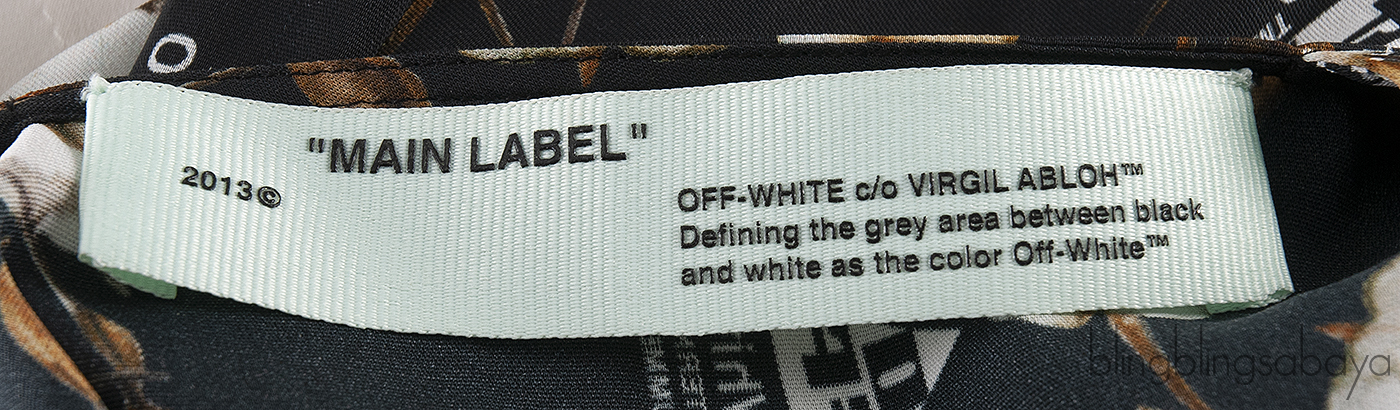 "MAIN LABEL"
2013©
OFF-WHITE c/o VIRGIL ABLOH™
Defining the grey area between black
and white as the color Off-White™
blingblingsabaya